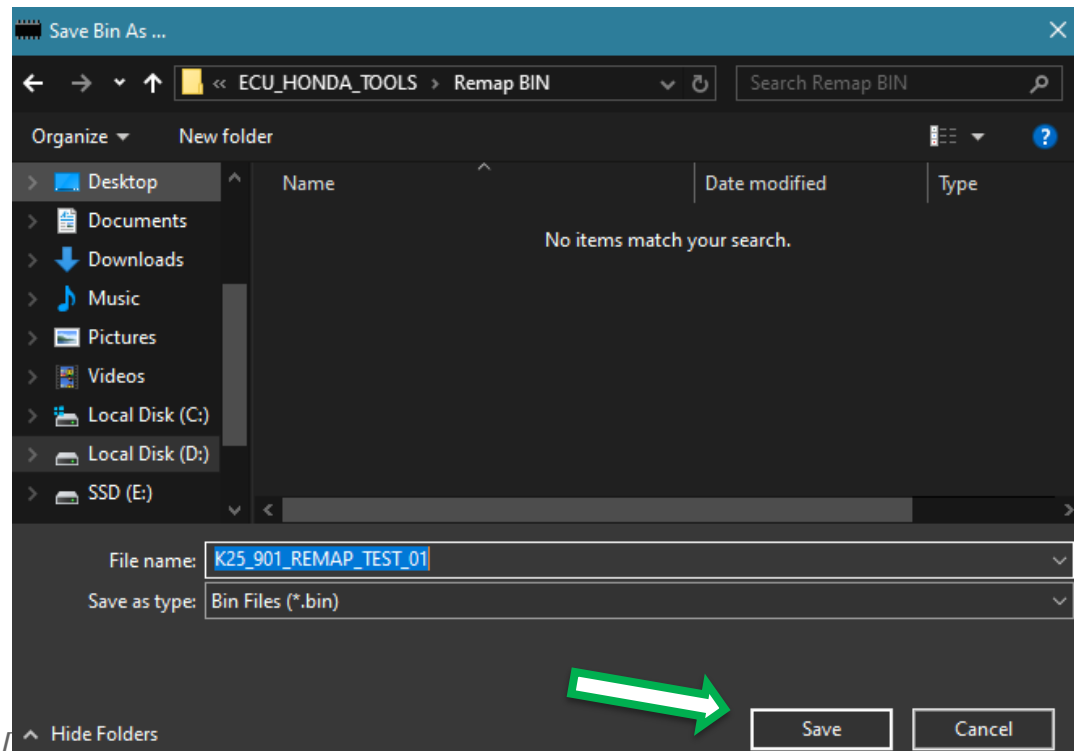 Save Bin As ...
« ECU_HONDA_TOOLS > Remap BIN
Search Remap BIN
Organize
New folder
Name
Date modified
Type
No items match your search.
Desktop
Documents
Downloads
Music
Pictures
Videos
Local Disk (C:)
Local Disk (D:)
SSD (E:)
File name: K25_901_REMAP_TEST_01
Save as type: Bin Files (*.bin)
Hide Folders
Save
Cancel